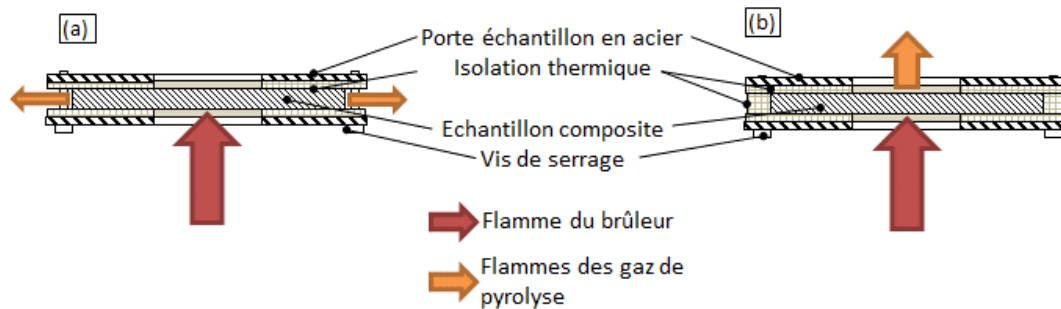 (a)
(b)
Porte échantillon en acier
Isolation thermique
Echantillon composite
Vis de serrage
Flamme du brûleur
Flammes des gaz de
pyrolyse